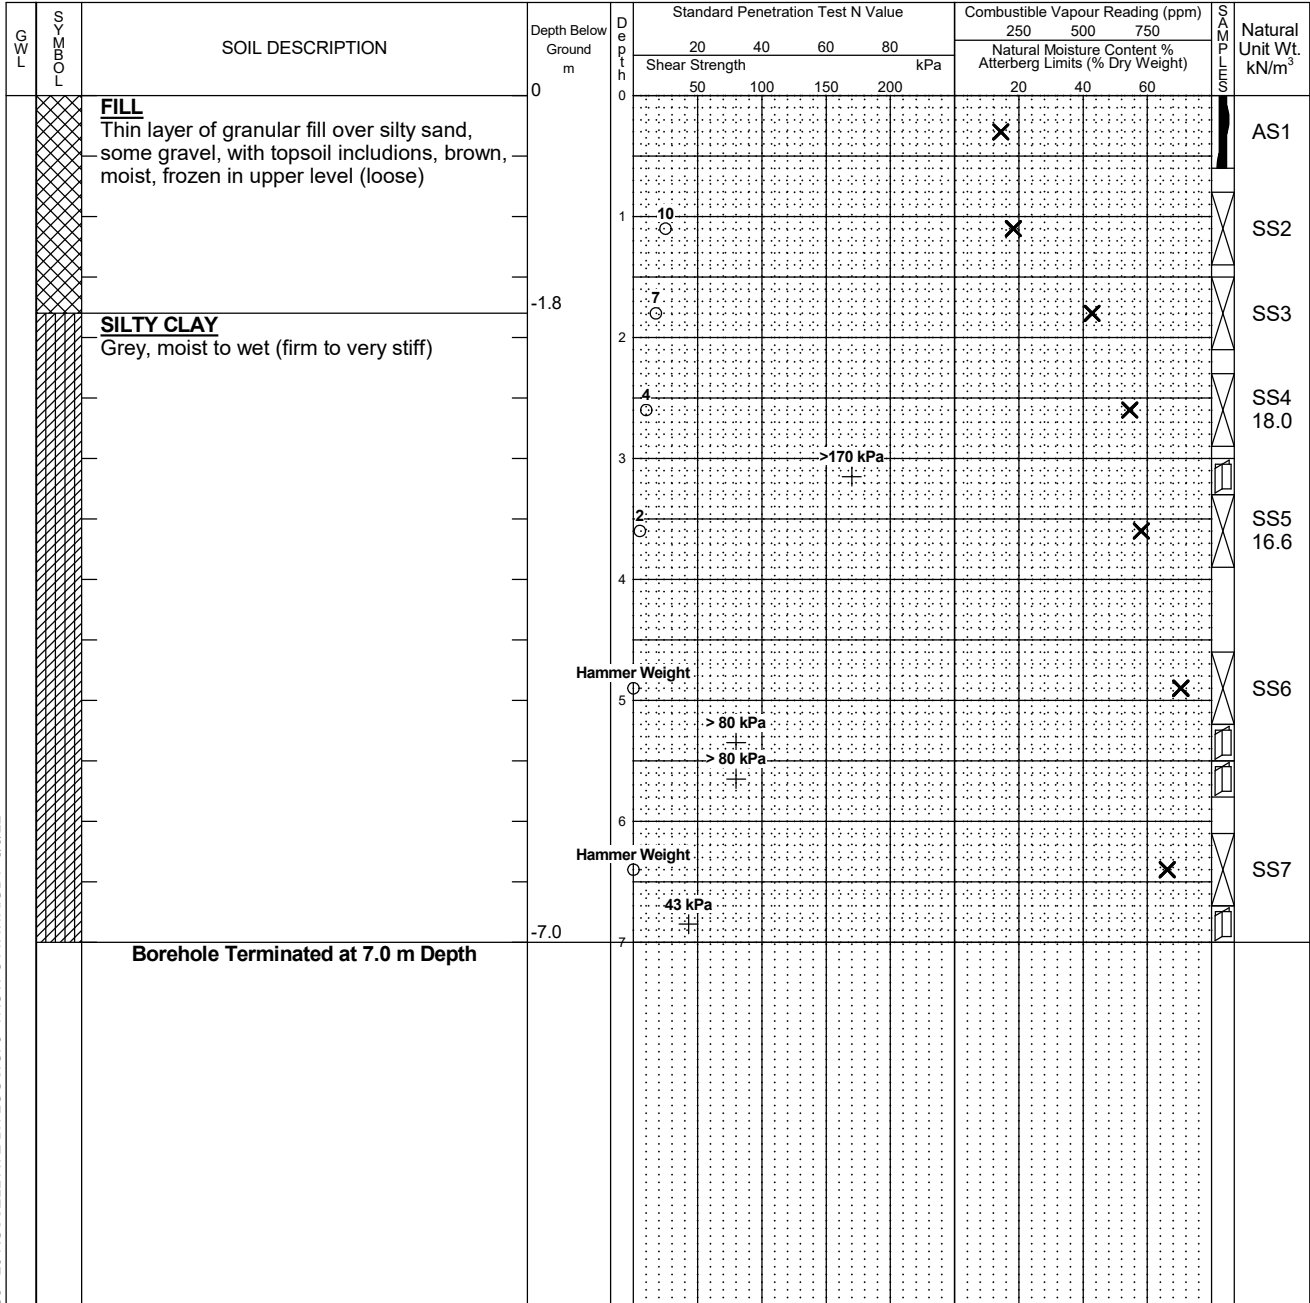 GWL
SYMBOL
SOIL DESCRIPTION
Depth Below
Ground
m
Depth
Standard Penetration Test N Value
20 40 60 80
Shear Strength kPa
50 100 150 200
Combustible Vapour Reading (ppm)
250 500 750
Natural Moisture Content %
Atterberg Limits (% Dry Weight)
20 40 60
SAMPLES
Natural
Unit Wt.
kN/m³
0
0
FILL
Thin layer of granular fill over silty sand,
some gravel, with topsoil includions, brown,
moist, frozen in upper level (loose)
AS1
1
10
SS2
-1.8
7
SS3
SILTY CLAY
Grey, moist to wet (firm to very stiff)
2
4
SS4
18.0
3
>170 kPa
2
SS5
16.6
4
Hammer Weight
SS6
5
> 80 kPa
> 80 kPa
6
Hammer Weight
SS7
43 kPa
-7.0
7
Borehole Terminated at 7.0 m Depth